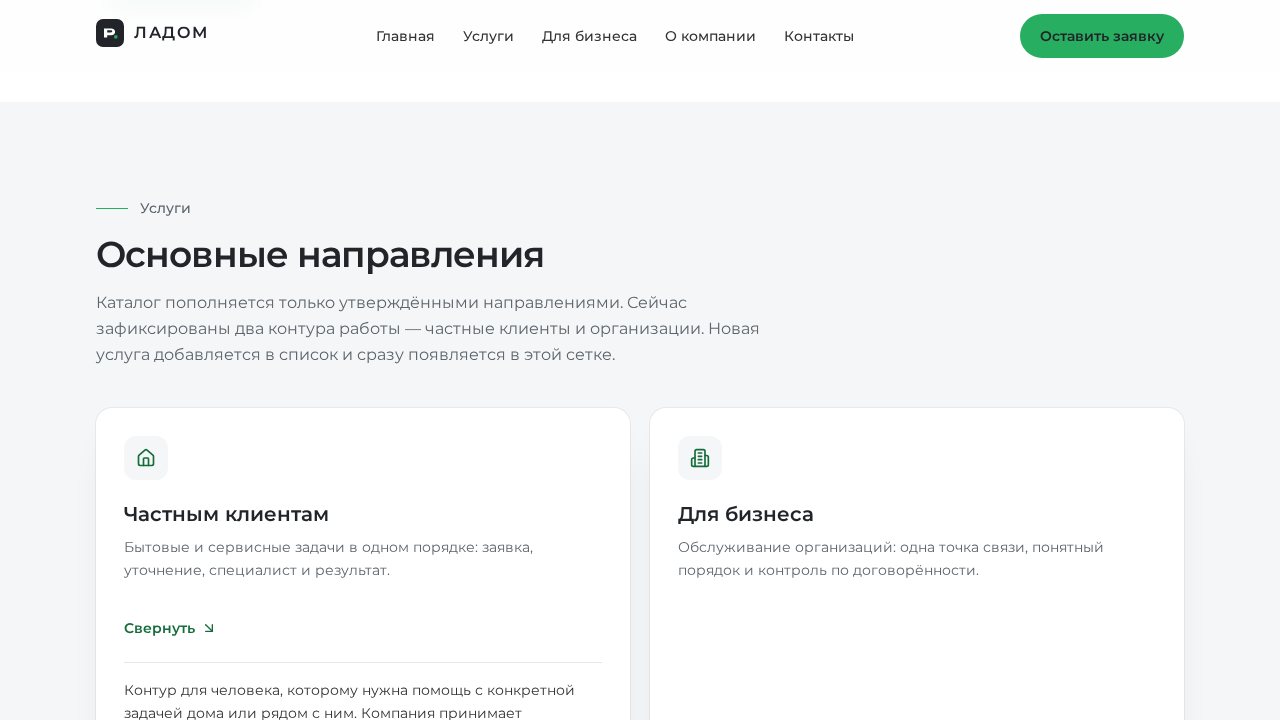 P.
ЛАДОМ
Главная
Услуги
Для бизнеса
О компании
Контакты
Оставить заявку
Услуги
Основные направления
Каталог пополняется только утверждёнными направлениями. Сейчас
зафиксированы два контура работы — частные клиенты и организации. Новая
услуга добавляется в список и сразу появляется в этой сетке.
Частным клиентам
Бытовые и сервисные задачи в одном порядке: заявка,
уточнение, специалист и результат.
Свернуть
Контур для человека, которому нужна помощь с конкретной
задачей дома или рядом с ним. Компания принимает
Для бизнеса
Обслуживание организаций: одна точка связи, понятный
порядок и контроль по договорённости.